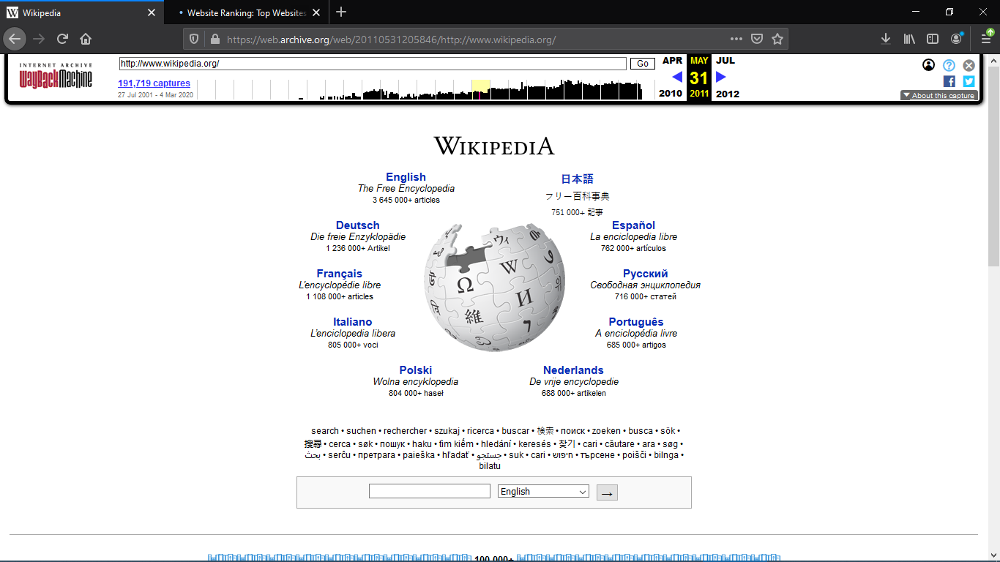 Wikipedia
Website Ranking: Top Websites
https://web.archive.org/web/20110531205846/http://www.wikipedia.org/
INTERNET ARCHIVE
WayBackMachine
http://www.wikipedia.org/
Go
191,719 captures
27 Jul 2001 - 4 Mar 2020
APR MAY JUL
31
2010 2011 2012
About this capture
WIKIPEDIA
English
The Free Encyclopedia
3 645 000+ articles
日本語
フリー百科事典
751 000+ 記事
Deutsch
Die freie Enzyklopädie
1 236 000+ Artikel
Español
La enciclopedia libre
762 000+ artículos
Français
L'encyclopédie libre
1 108 000+ articles
Русский
Свободная энциклопедия
716 000+ статей
Italiano
L'enciclopedia libera
805 000+ voci
Português
A enciclopédia livre
685 000+ artigos
Polski
Wolna encyklopedia
804 000+ haseł
Nederlands
De vrije encyclopedie
688 000+ artikelen
Ω W И 維 ウィ
search • suchen • rechercher • szukaj • ricerca • buscar • 検索 • поиск • zoeken • busca • sök •
搜尋 • cerca • søk • пошук • haku • tìm kiếm • hledání • keresés • 찾기 • cari • căutare • ara • søg •
بحث • serĉu • претрага • paieška • hľadať • جستجو • suk • cari • חיפוש • търсене • poišči • bilnga •
bilatu
English
→
100 000+